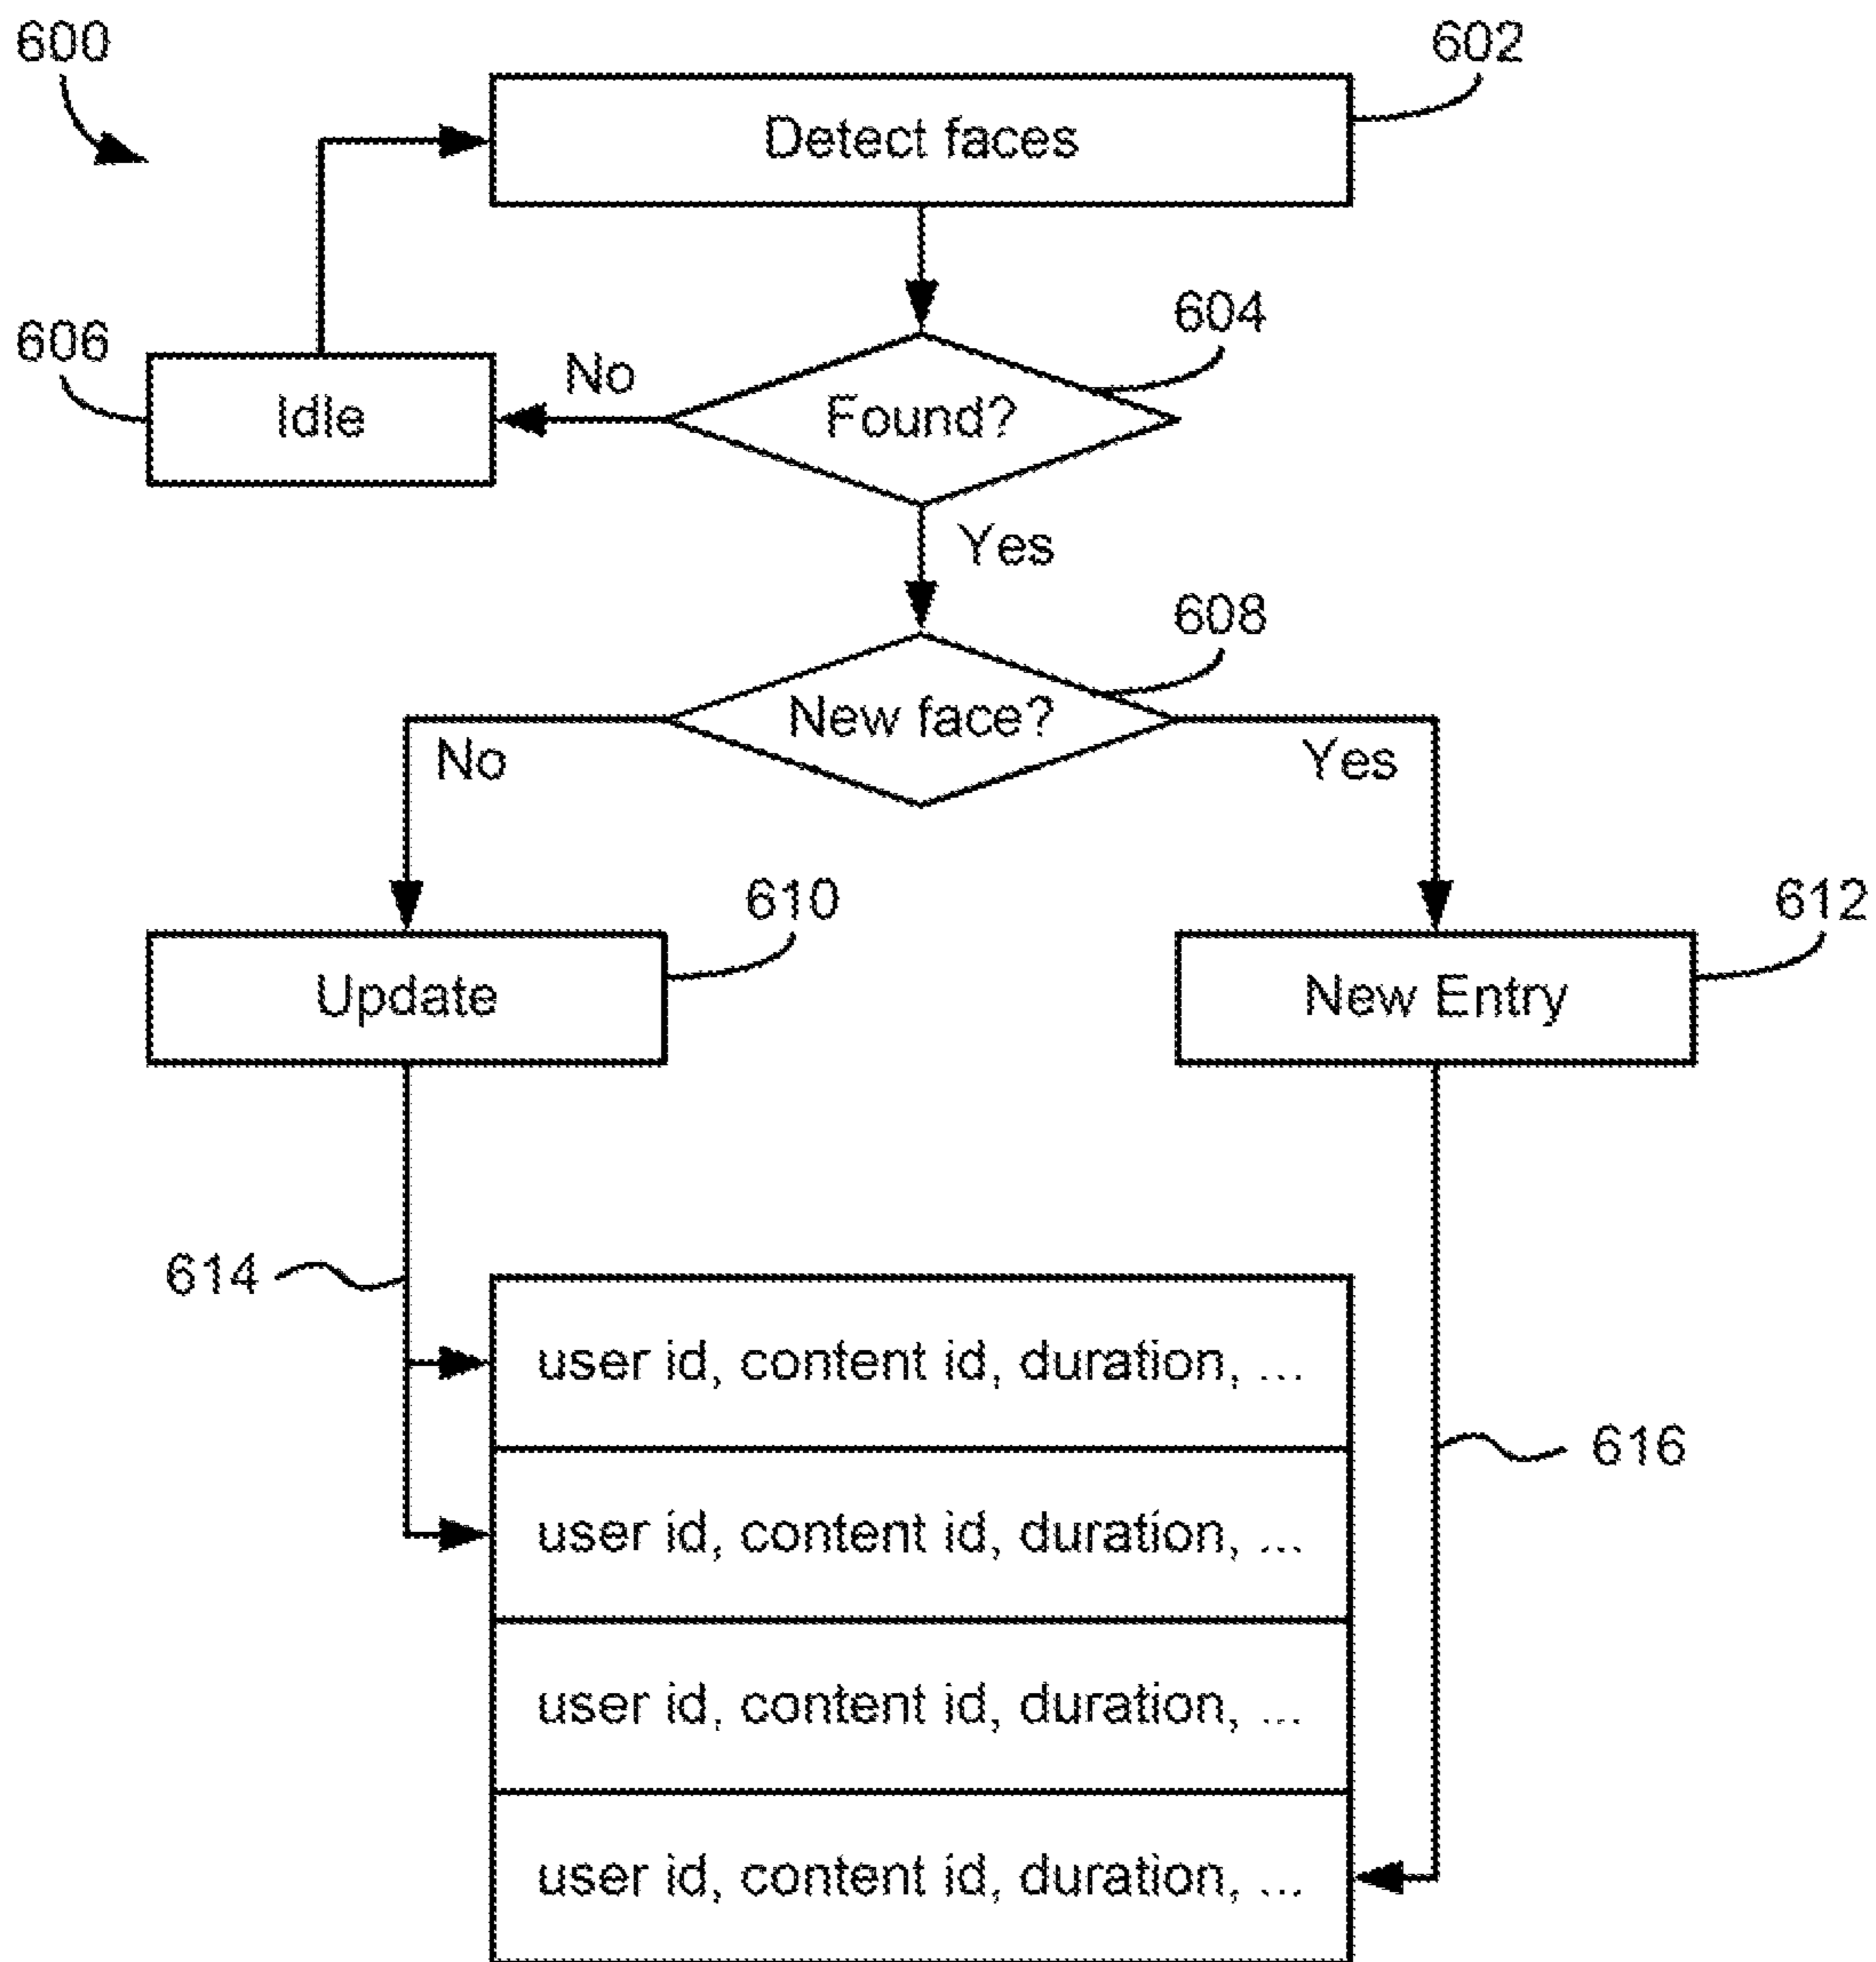 600
602
Detect faces
604
606
No
Idle
Found?
Yes
608
New face?
No
Yes
610
612
Update
New Entry
614
user id, content id, duration, ...
616
user id, content id, duration, ...
user id, content id, duration, ...
user id, content id, duration, ...